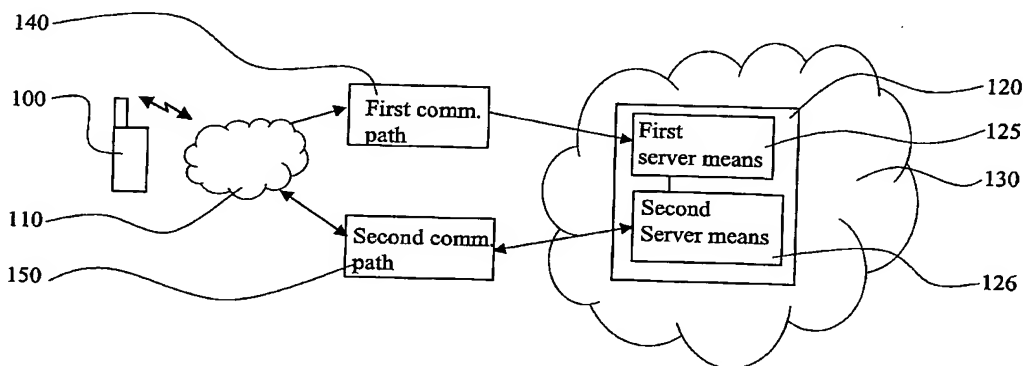 140
100
110
150
First comm.
path
Second comm.
path
First
server means
Second
Server means
120
125
130
126